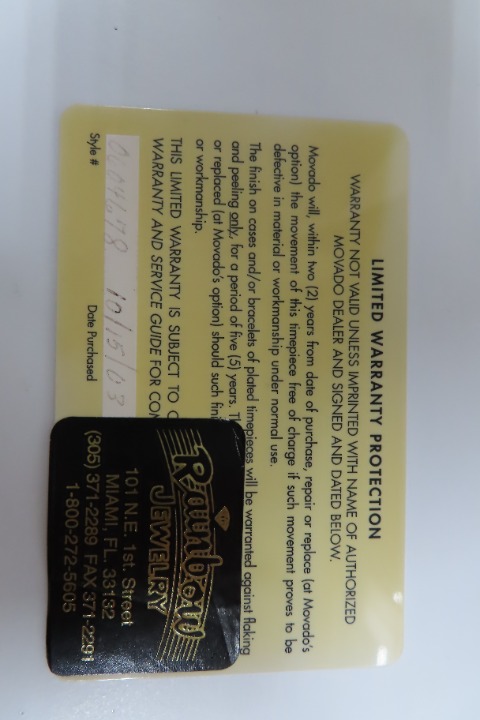 LIMITED WARRANTY PROTECTION
WARRANTY NOT VALID UNLESS IMPRINTED WITH NAME OF AUTHORIZED
MOVADO DEALER AND SIGNED AND DATED BELOW.
Movado will, within two (2) years from date of purchase, repair or replace (at Movado's
option) the movement of this timepiece free of charge if such movement proves to be
defective in material or workmanship under normal use.
The finish on cases and/or bracelets of plated timepieces will be warranted against flaking
and peeling only, for a period of five (5) years.
or replaced (at Movado's option) should such
or workmanship.
THIS LIMITED WARRANTY IS SUBJECT TO
WARRANTY AND SERVICE GUIDE FOR
10/15/03
Style #
Date Purchased
Rainbow
JEWELRY
101 N.E. 1st. Street
MIAMI, FL. 33132
(305) 371-2289 FAX 371-2291
1-800-272-5605